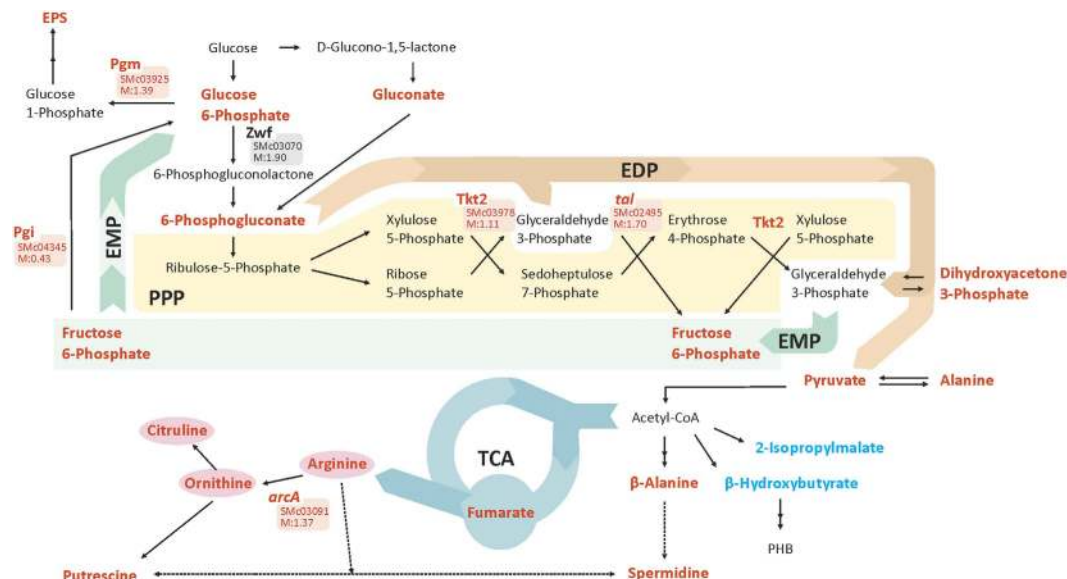 EPS
Glucose
D-Glucono-1,5-lactone
Pgm
SMc03925
M:1.39
Glucose
1-Phosphate
Glucose
6-Phosphate
Gluconate
Zwf
SMc03070
M:1.90
6-Phosphogluconolactone
EDP
6-Phosphogluconate
Pgi
SMc04345
M:0.43
EMP
Xylulose
5-Phosphate
Tkt2
SMc03978
M:1.11
Glyceraldehyde
3-Phosphate
tal
SMc02495
M:1.70
Erythrose
4-Phosphate
Tkt2
Xylulose
5-Phosphate
Ribulose-5-Phosphate
Ribose
5-Phosphate
Sedoheptulose
7-Phosphate
Glyceraldehyde
3-Phosphate
Dihydroxyacetone
3-Phosphate
PPP
Fructose
6-Phosphate
Fructose
6-Phosphate
EMP
Pyruvate
Alanine
Acetyl-CoA
Citruline
TCA
2-Isopropylmalate
Arginine
Ornithine
arcA
SMc03091
M:1.37
Fumarate
β-Alanine
β-Hydroxybutyrate
PHB
Putrescine
Spermidine